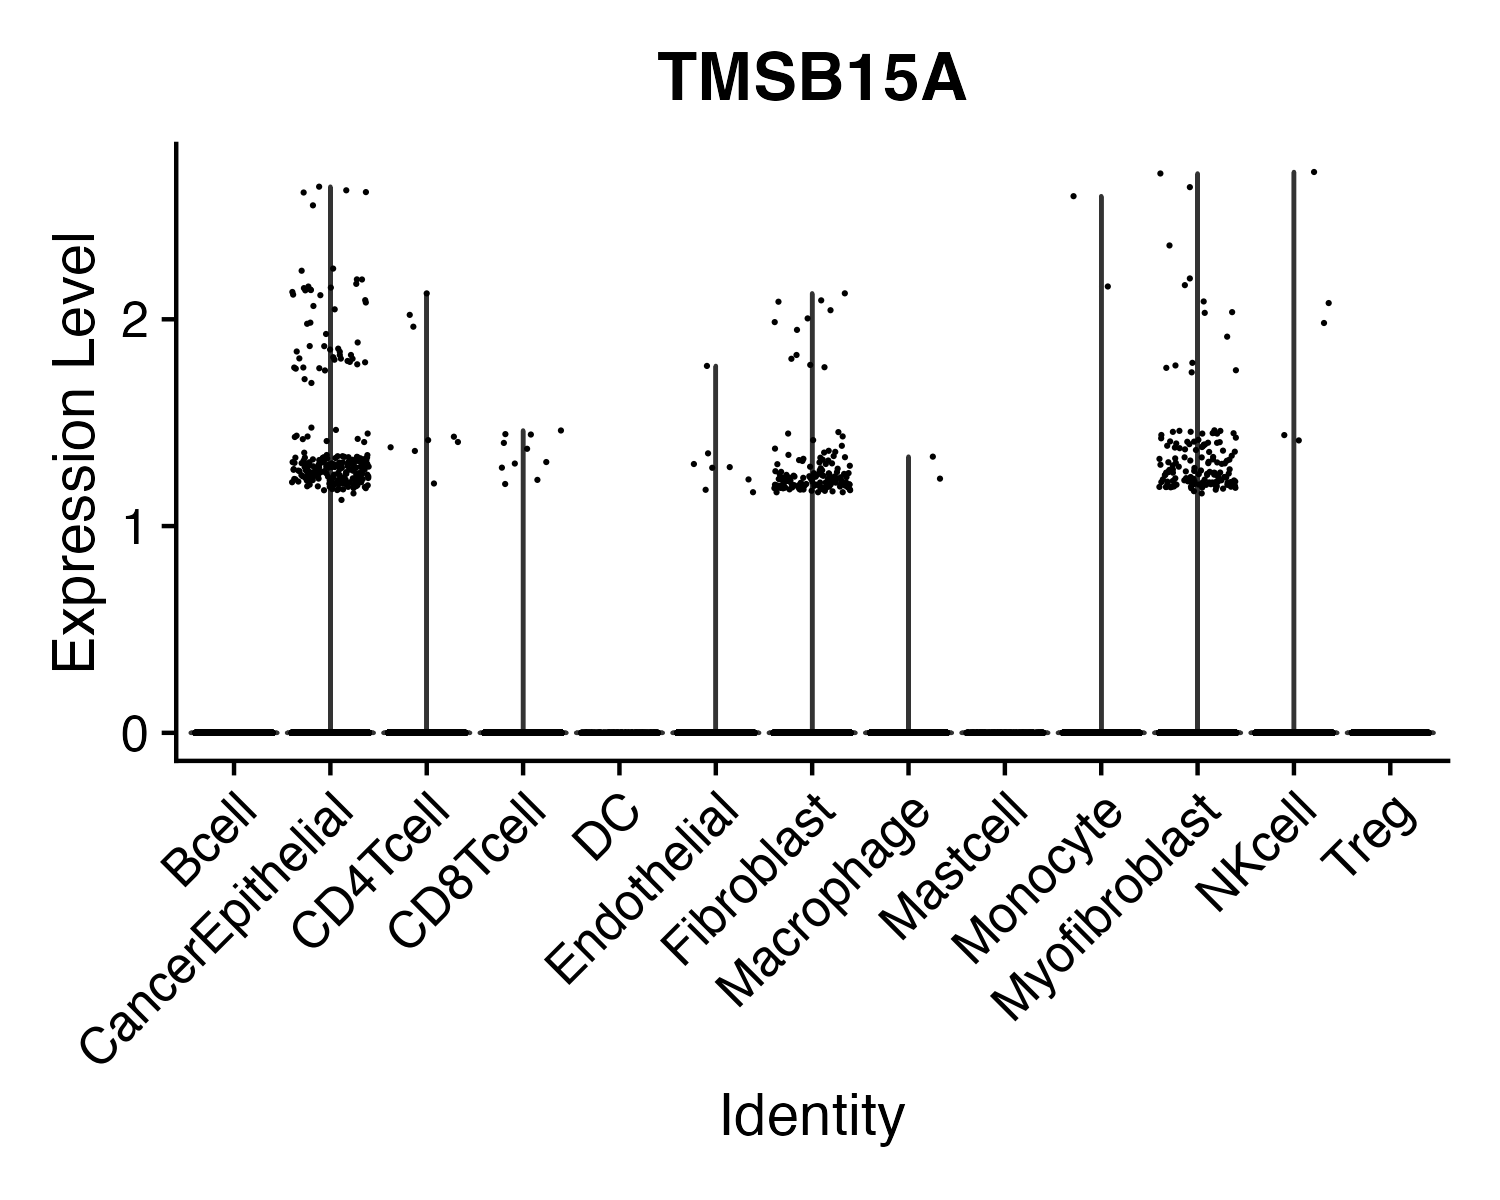 TMSB15A
Expression Level
2
1
0
Bcell
CancerEpithelial
CD4Tcell
CD8Tcell
DC
Endothelial
Fibroblast
Macrophage
Mastcell
Monocyte
Myofibroblast
NKcell
Treg
Identity